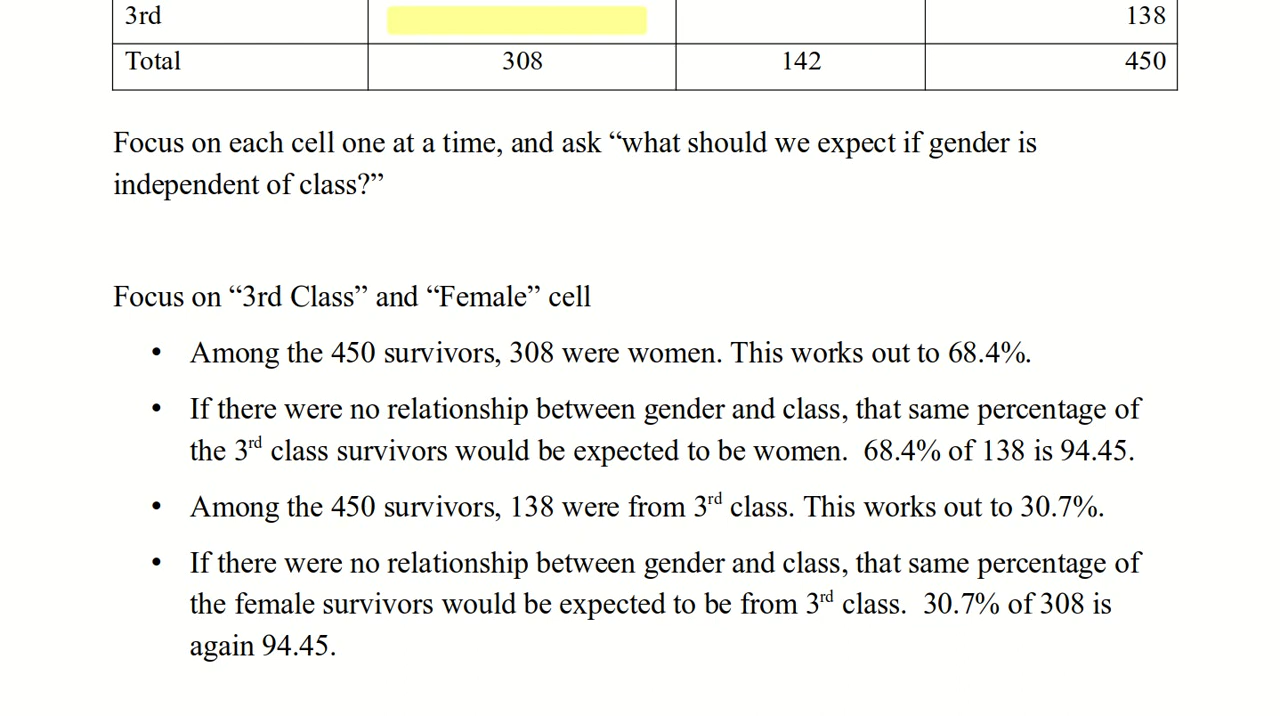 3rd 138
Total 308 142 450
Focus on each cell one at a time, and ask “what should we expect if gender is
independent of class?”
Focus on “3rd Class” and “Female” cell
• Among the 450 survivors, 308 were women. This works out to 68.4%.
• If there were no relationship between gender and class, that same percentage of
the 3rd class survivors would be expected to be women. 68.4% of 138 is 94.45.
• Among the 450 survivors, 138 were from 3rd class. This works out to 30.7%.
• If there were no relationship between gender and class, that same percentage of
the female survivors would be expected to be from 3rd class. 30.7% of 308 is
again 94.45.